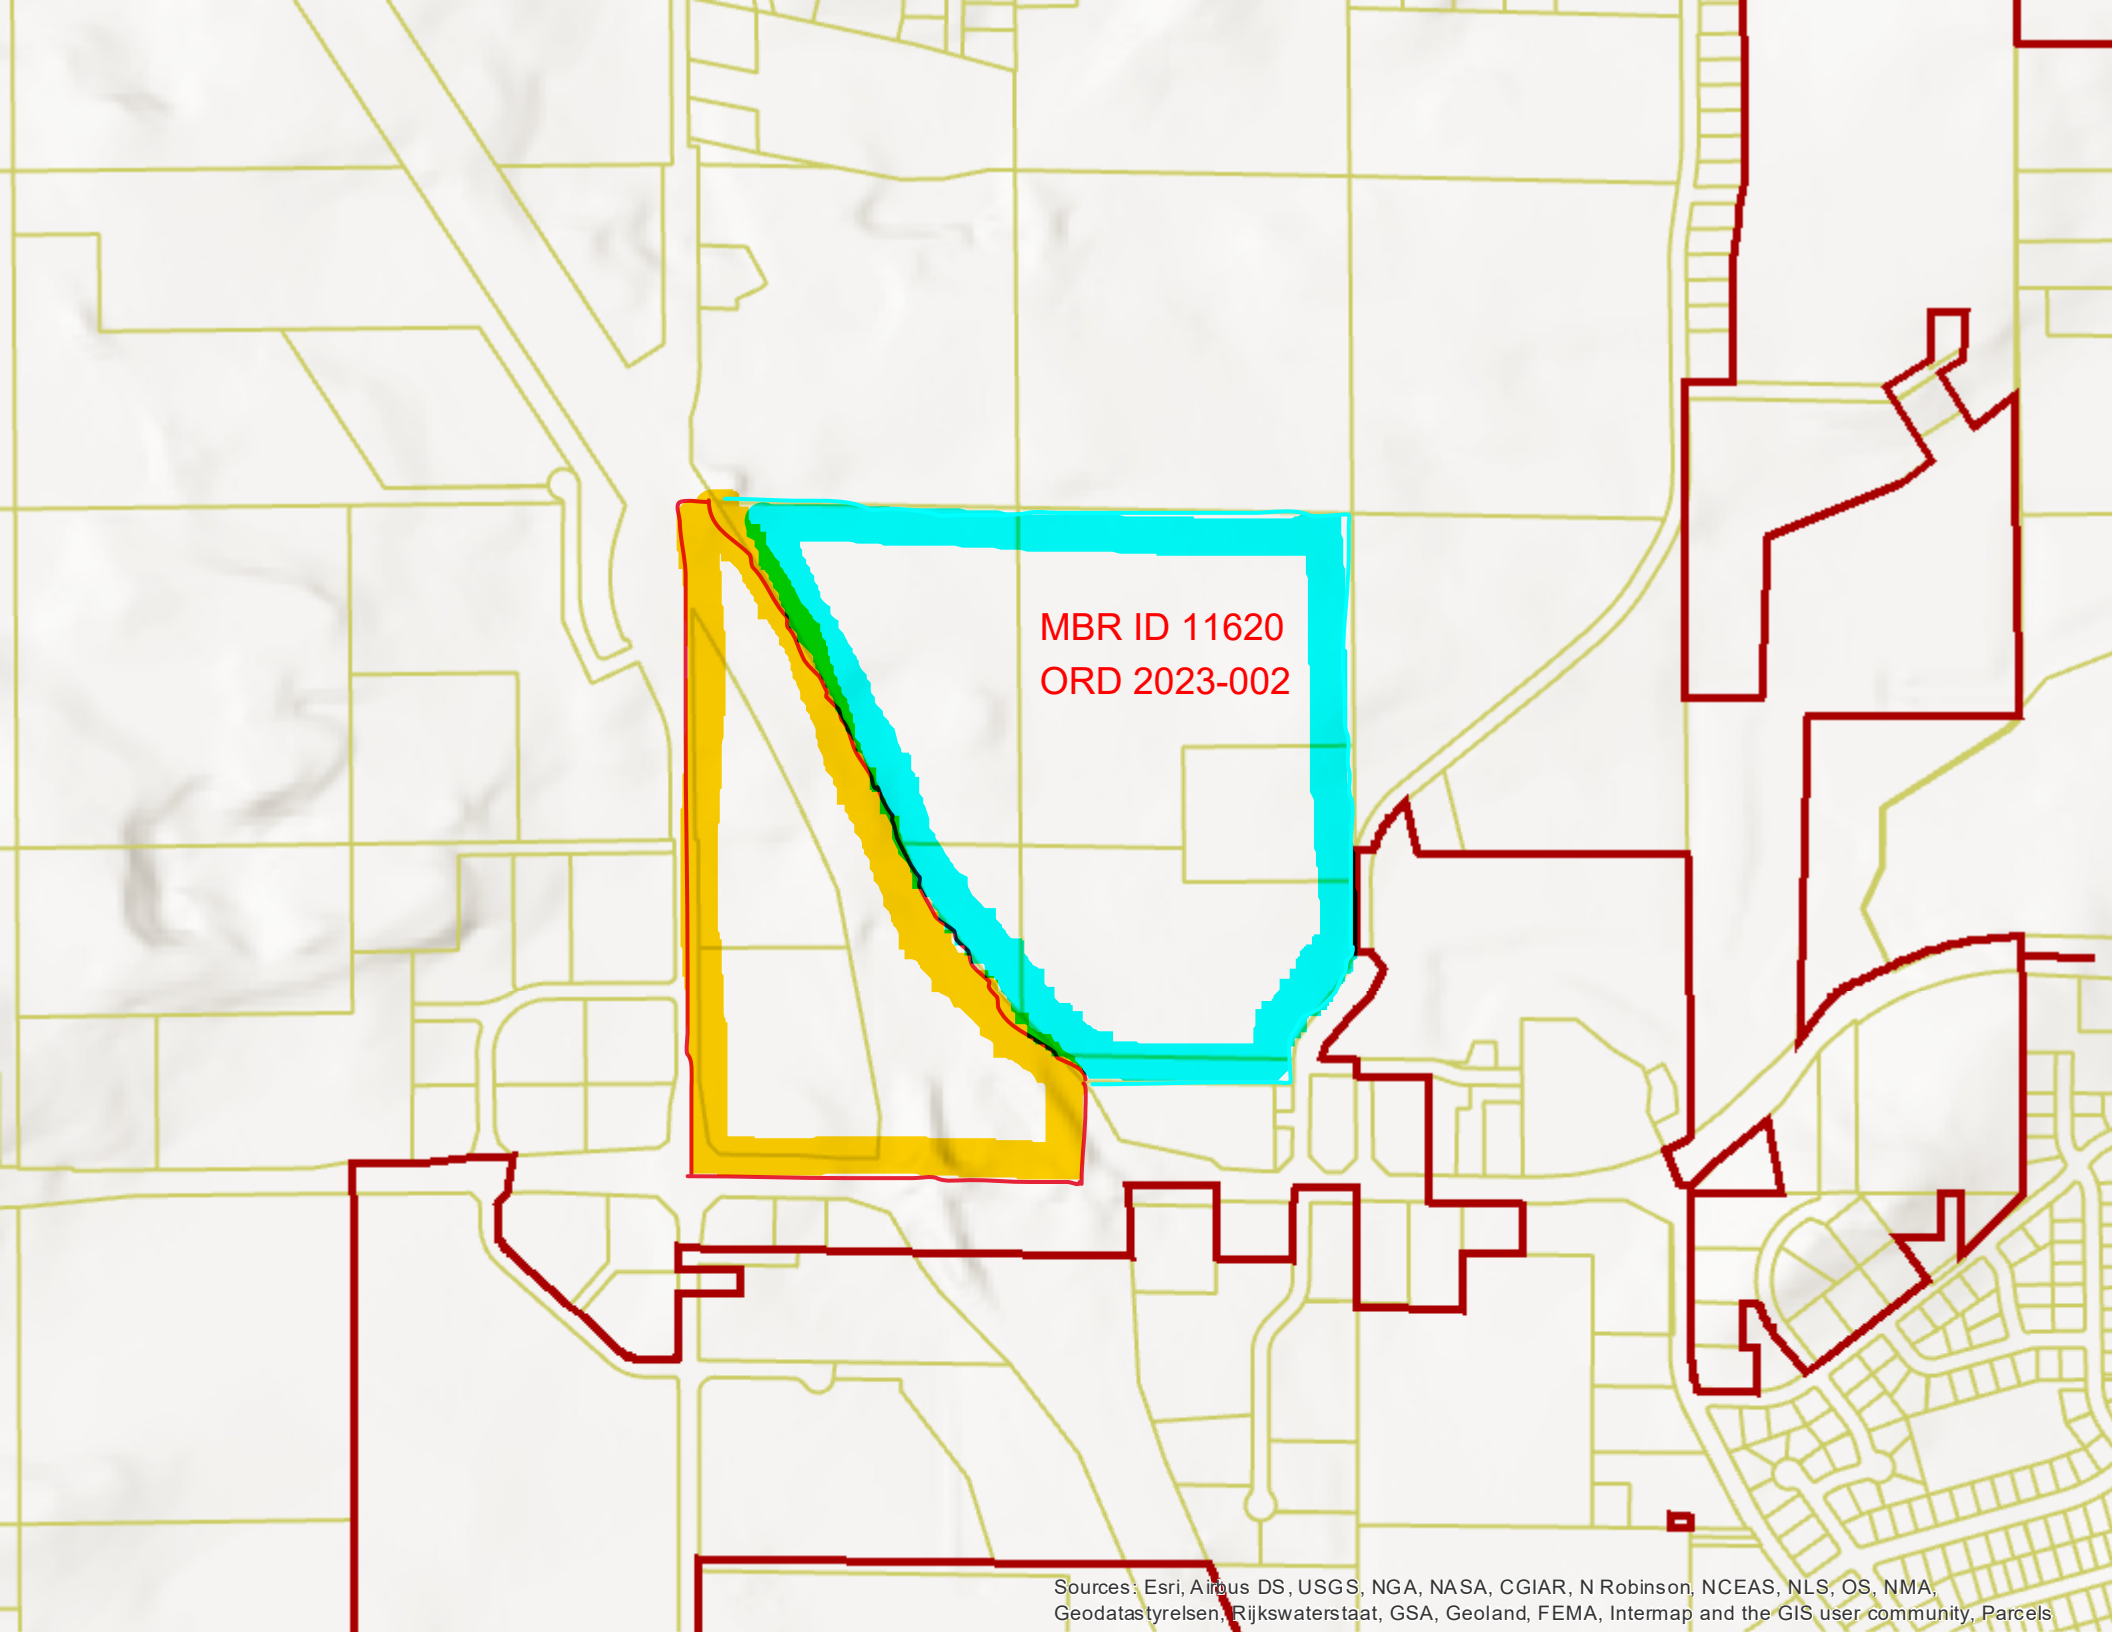 MBR ID 11620
ORD 2023-002
Sources: Esri, Airbus DS, USGS, NGA, NASA, CGIAR, N Robinson, NCEAS, NLS, OS, NMA,
Geodatastyrelsen, Rijkswaterstaat, GSA, Geoland, FEMA, Intermap and the GIS user community, Parcels